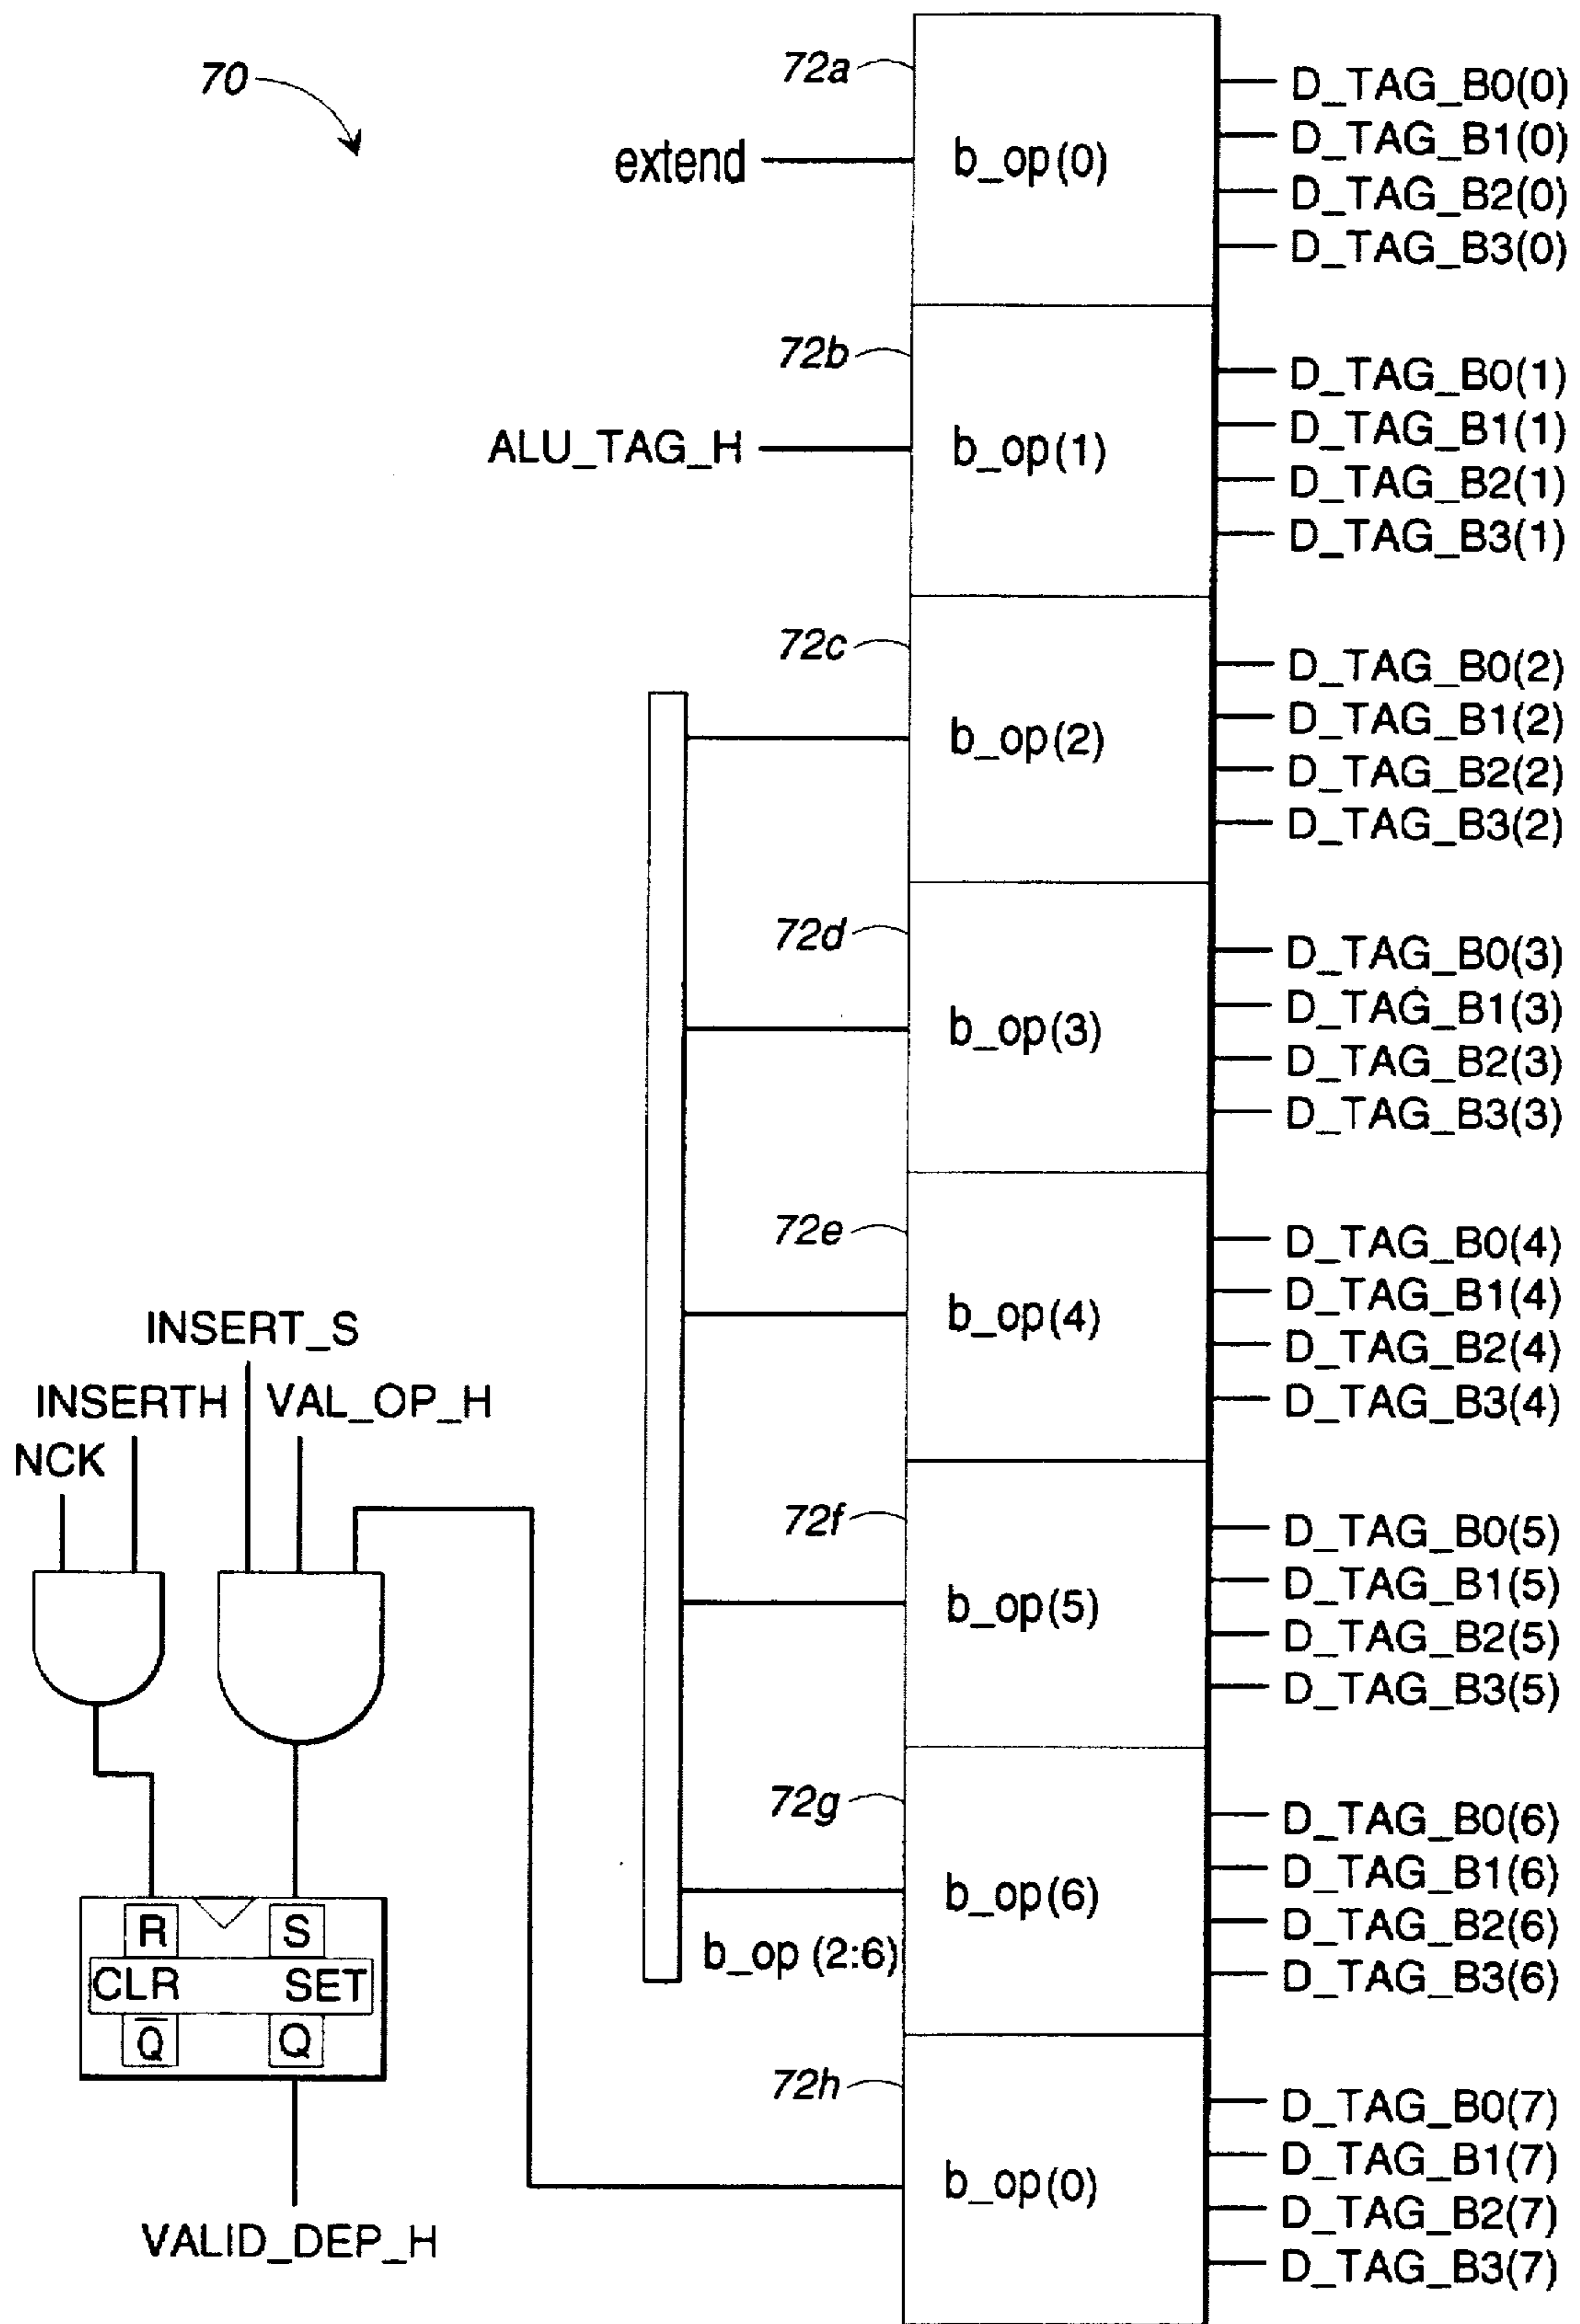 70
72a
extend
b_op(0)
D_TAG_B0(0)
D_TAG_B1(0)
D_TAG_B2(0)
D_TAG_B3(0)
72b
ALU_TAG_H
b_op(1)
D_TAG_B0(1)
D_TAG_B1(1)
D_TAG_B2(1)
D_TAG_B3(1)
72c
b_op(2)
D_TAG_B0(2)
D_TAG_B1(2)
D_TAG_B2(2)
D_TAG_B3(2)
72d
b_op(3)
D_TAG_B0(3)
D_TAG_B1(3)
D_TAG_B2(3)
D_TAG_B3(3)
72e
b_op(4)
D_TAG_B0(4)
D_TAG_B1(4)
D_TAG_B2(4)
D_TAG_B3(4)
72f
b_op(5)
D_TAG_B0(5)
D_TAG_B1(5)
D_TAG_B2(5)
D_TAG_B3(5)
72g
b_op(6)
b_op (2:6)
D_TAG_B0(6)
D_TAG_B1(6)
D_TAG_B2(6)
D_TAG_B3(6)
72h
b_op(0)
D_TAG_B0(7)
D_TAG_B1(7)
D_TAG_B2(7)
D_TAG_B3(7)
INSERT_S
INSERTH VAL_OP_H
NCK
R S
CLR SET
Q̅ Q
VALID_DEP_H